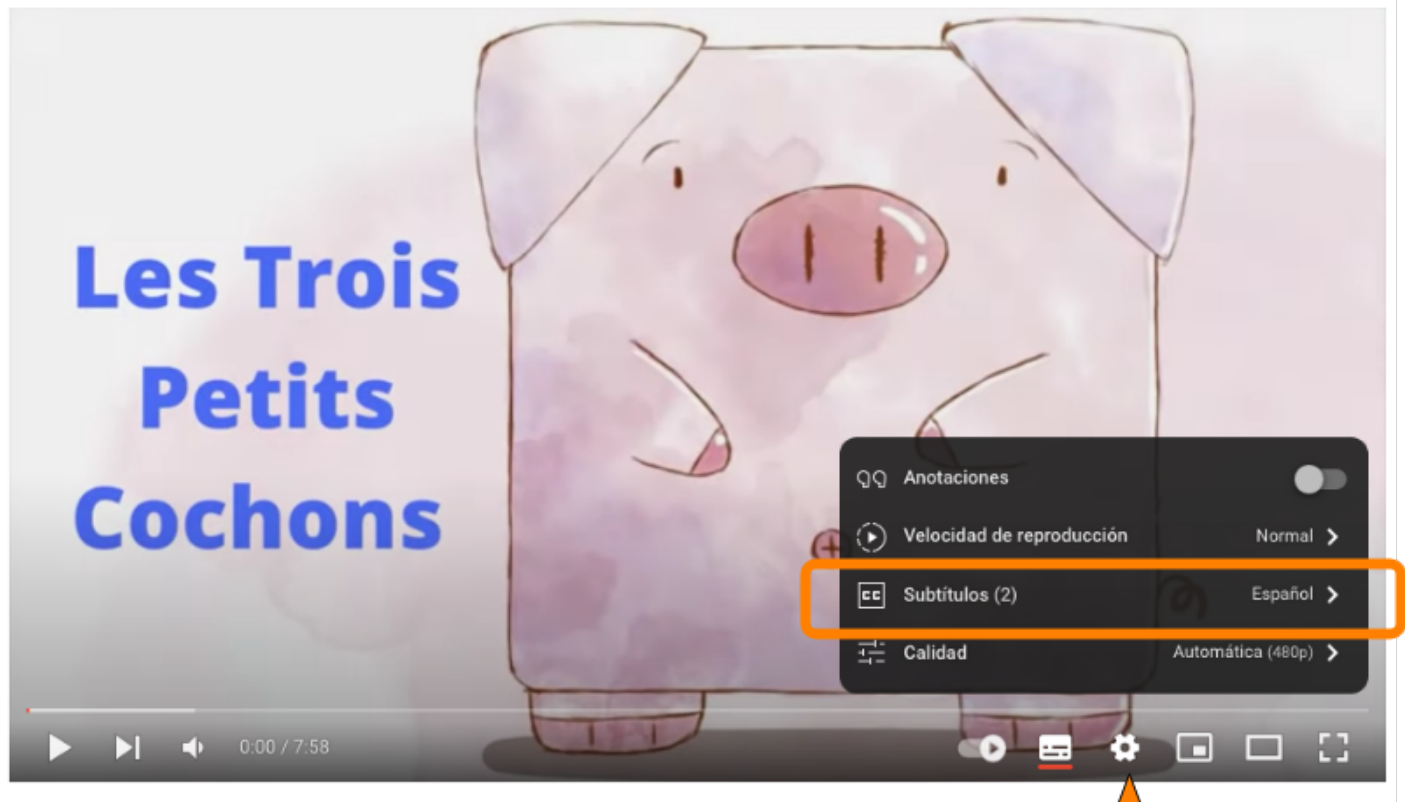 Les Trois
Petits
Cochons
Anotaciones
Velocidad de reproducción Normal
CC Subtítulos (2) Español
Calidad Automática (480p)
0:00 / 7:58